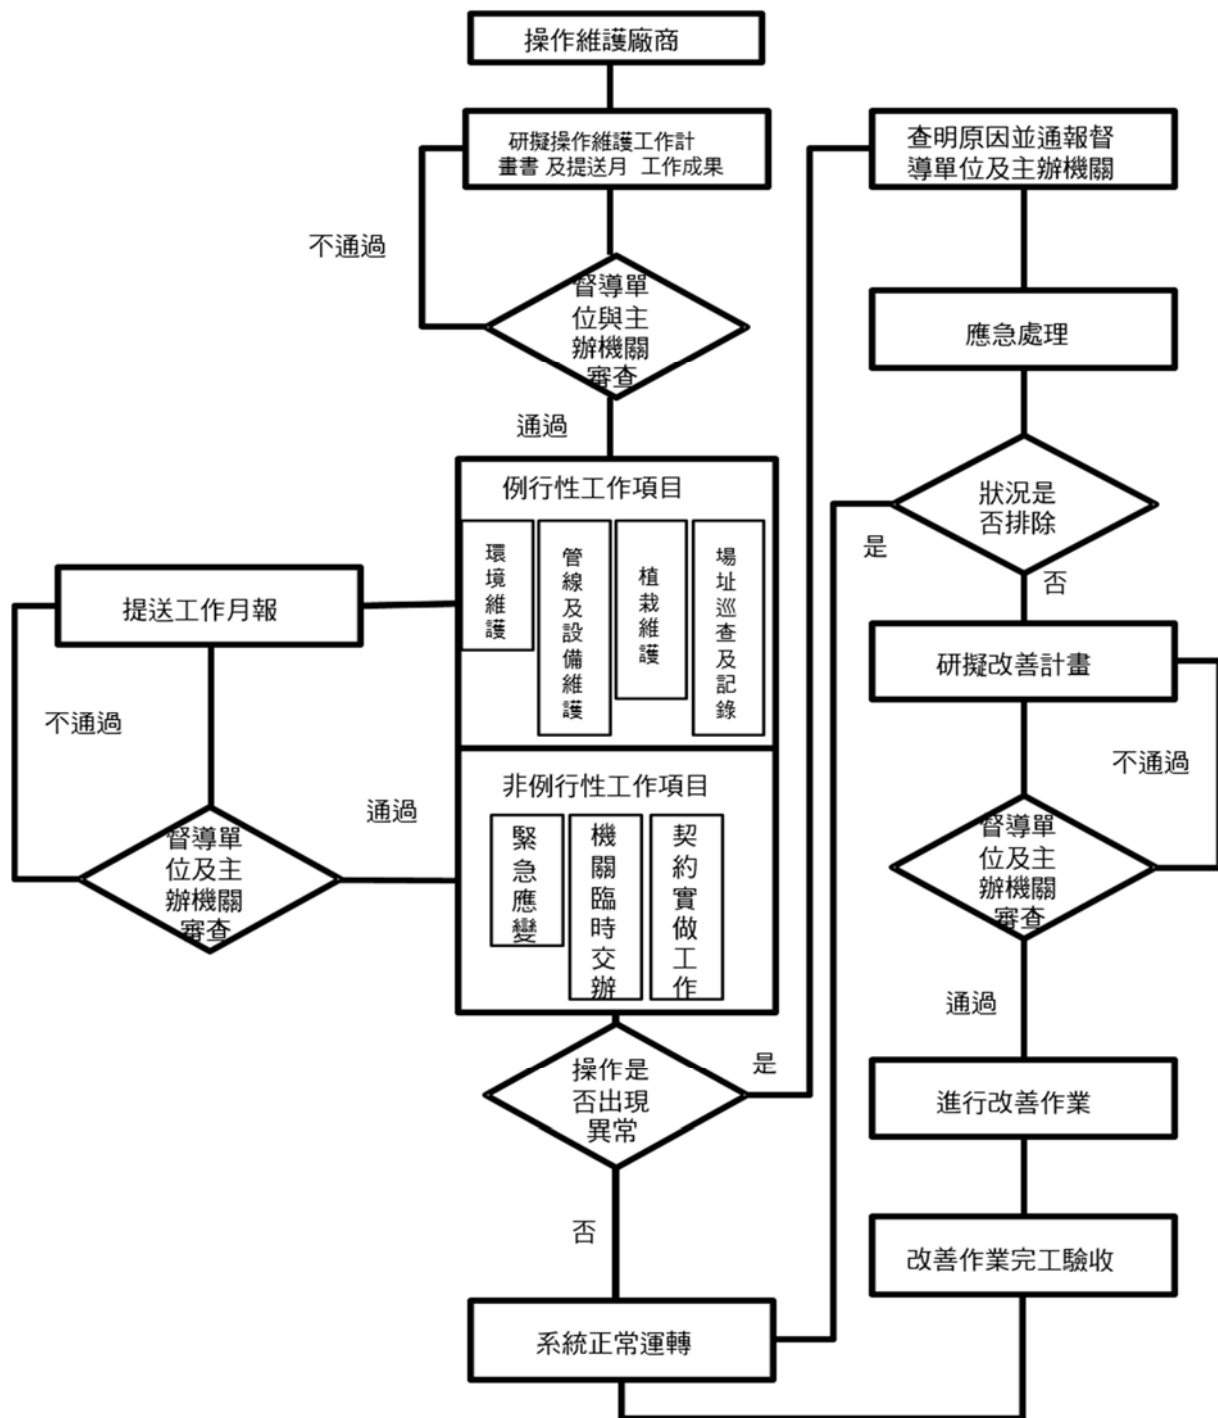 操作維護廠商
研擬操作維護工作計
畫書 及提送月 工作成果
不通過
督導單
位與主
辦機關
審查
通過
例行性工作項目
環境維護
管線及設備維護
植栽維護
場址巡查及記錄
提送工作月報
不通過
督導單
位及主
辦機關
審查
通過
非例行性工作項目
緊急應變
機關臨時交辦
契約實做工作
操作是
否出現
異常
是
否
系統正常運轉
查明原因並通報督
導單位及主辦機關
應急處理
狀況是
否排除
是
否
研擬改善計畫
不通過
督導單
位及主
辦機關
審查
通過
進行改善作業
改善作業完工驗收